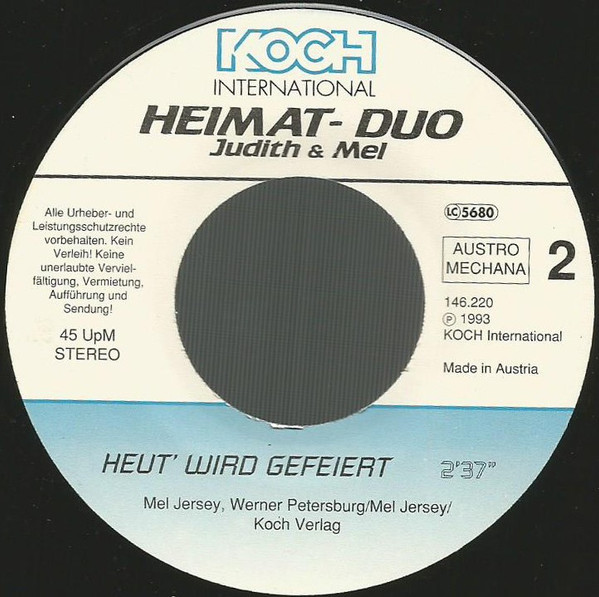 KOCH
INTERNATIONAL
HEIMAT- DUO
Judith & Mel
Alle Urheber- und
Leistungsschutzrechte
vorbehalten. Kein
Verleih! Keine
unerlaubte Verviel-
fältigung, Vermietung,
Aufführung und
Sendung!
45 UpM
STEREO
LC 5680
AUSTRO
MECHANA
2
146.220
Ⓟ 1993
KOCH International
Made in Austria
HEUT' WIRD GEFEIERT 2'37"
Mel Jersey, Werner Petersburg/Mel Jersey/
Koch Verlag